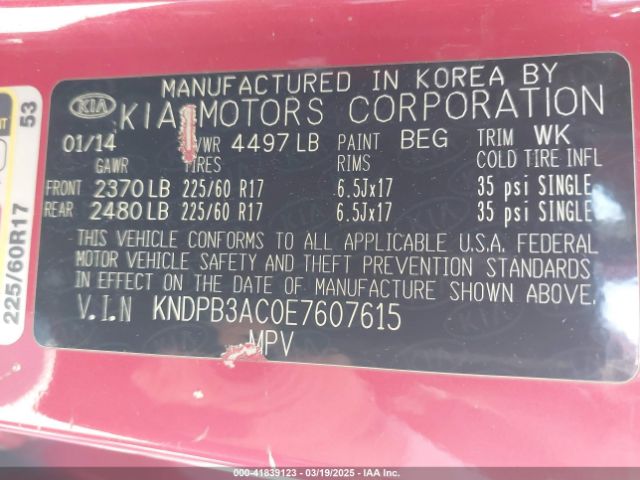 MANUFACTURED IN KOREA BY
KIA KIA MOTORS CORPORATION
01/14 GVWR 4497 LB PAINT BEG TRIM WK
GAWR TIRES RIMS COLD TIRE INFL
FRONT 2370 LB 225/60 R17 6.5Jx17 35 psi SINGLE
REAR 2480 LB 225/60 R17 6.5Jx17 35 psi SINGLE
THIS VEHICLE CONFORMS TO ALL APPLICABLE U.S.A. FEDERAL
MOTOR VEHICLE SAFETY AND THEFT PREVENTION STANDARDS
IN EFFECT ON THE DATE OF MANUFACTURE SHOWN ABOVE.
V.I.N KNDPB3AC0E7607615
MPV
53
225/60R17
00-41839123 - 03/19/2025 - IAA Inc.